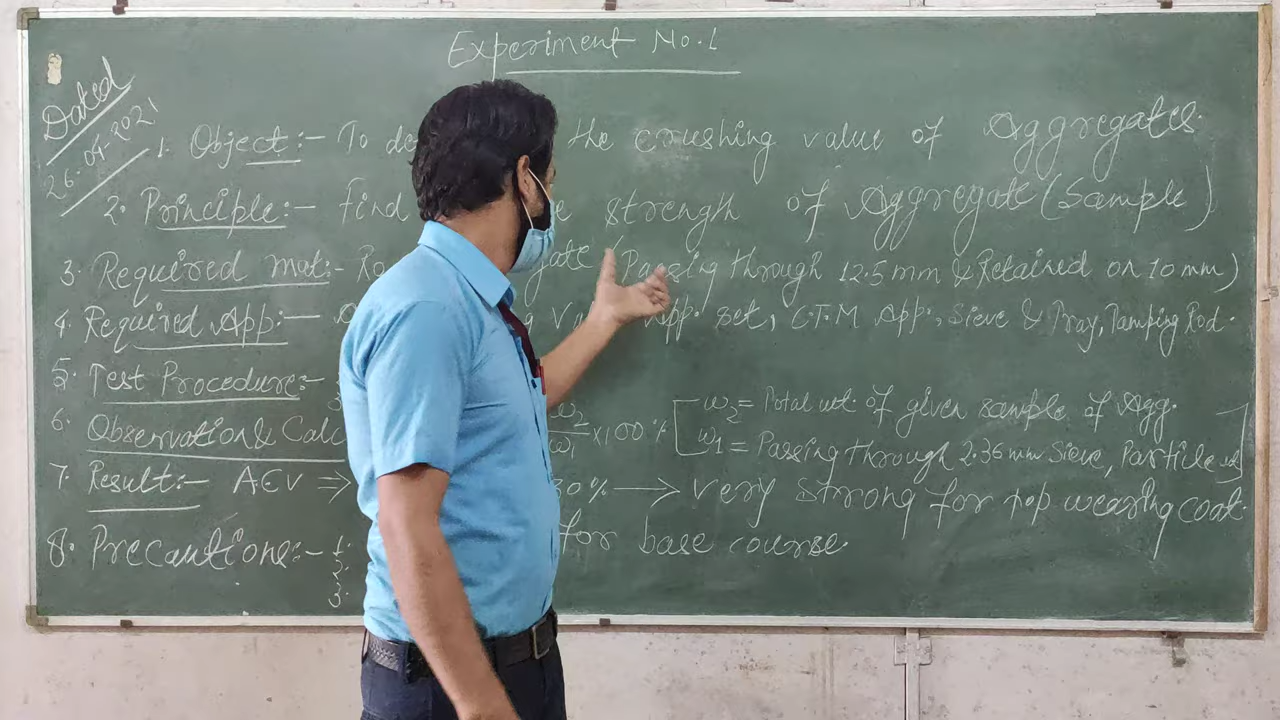 Experiment No. 1
Dated
26.04.2021
1. Object:- To de the crushing value of Aggregates.
2. Principle:- Find strength of Aggregate (Sample)
3. Required mat:- (Passing through 12.5 mm & Retained on 10 mm)
4. Required App:- App. set, C.T.M App., Sieve & Tray, Tamping Rod.
5. Test Procedure:-
6. Observation & Calc w2/w1 ×100 % [w2 = Total wt. of given sample of Agg.
w1 = Passing through 2.36 mm Sieve, Particle wt]
7. Result:- ACV ⇒ 30% → very strong for top wearing coat.
for base course.
8. Precautions:- 1.
2.
3.